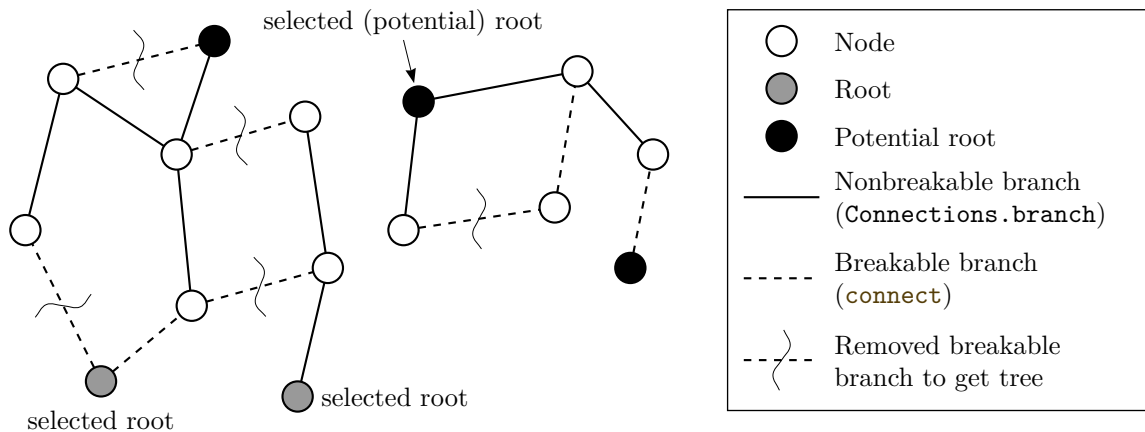 selected (potential) root
selected root
selected root
Node
Root
Potential root
Nonbreakable branch
(Connections.branch)
Breakable branch
(connect)
Removed breakable
branch to get tree